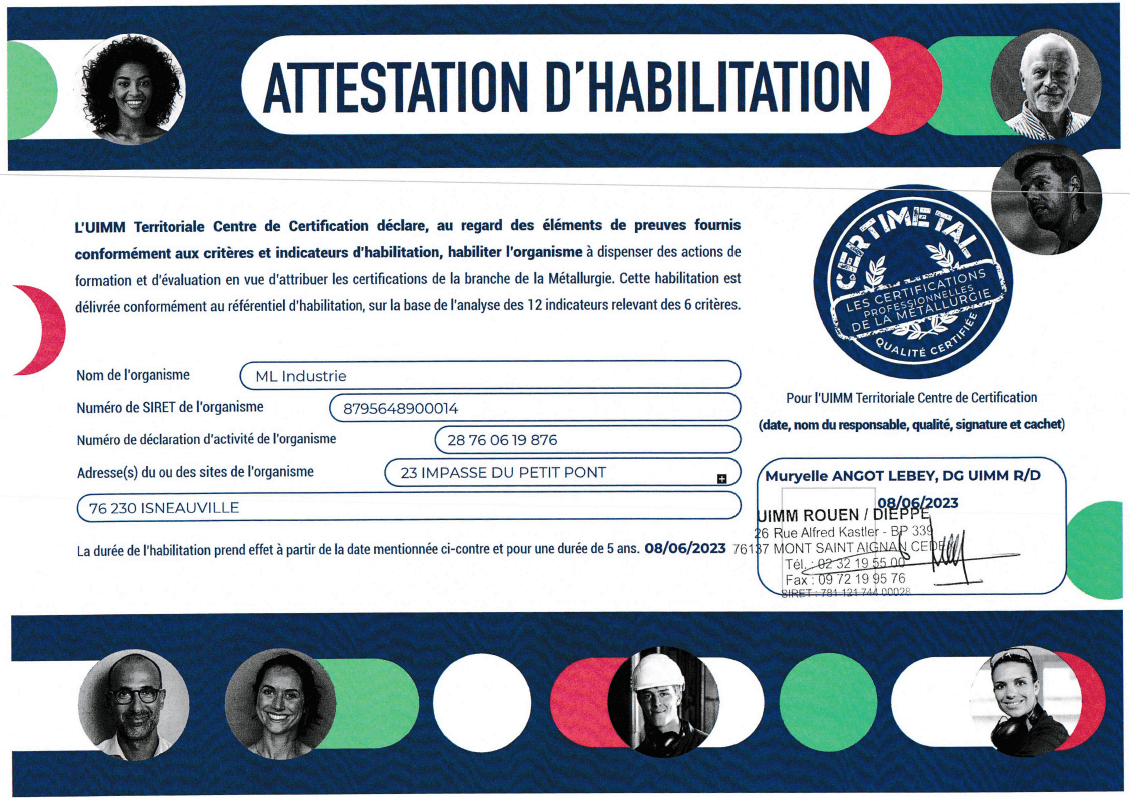 ATTESTATION D'HABILITATION
L'UIMM Territoriale Centre de Certification déclare, au regard des éléments de preuves fournis
conformément aux critères et indicateurs d'habilitation, habiliter l'organisme à dispenser des actions de
formation et d'évaluation en vue d'attribuer les certifications de la branche de la Métallurgie. Cette habilitation est
délivrée conformément au référentiel d'habilitation, sur la base de l'analyse des 12 indicateurs relevant des 6 critères.
CERTIMETAL
LES CERTIFICATIONS
PROFESSIONNELLES
DE LA MÉTALLURGIE
QUALITÉ CERTIFIÉE
Nom de l'organisme ML Industrie
Numéro de SIRET de l'organisme 8795648900014
Numéro de déclaration d'activité de l'organisme 28 76 06 19 876
Adresse(s) du ou des sites de l'organisme 23 IMPASSE DU PETIT PONT
76 230 ISNEAUVILLE
La durée de l'habilitation prend effet à partir de la date mentionnée ci-contre et pour une durée de 5 ans. 08/06/2023
Pour l'UIMM Territoriale Centre de Certification
(date, nom du responsable, qualité, signature et cachet)
Muryelle ANGOT LEBEY, DG UIMM R/D
08/06/2023
UIMM ROUEN / DIEPPE
26 Rue Alfred Kastler - BP 339
76137 MONT SAINT AIGNAN CEDE
Tél. : 02 32 19 55 00
Fax : 09 72 19 95 76
SIRET : 781 121 744 00028